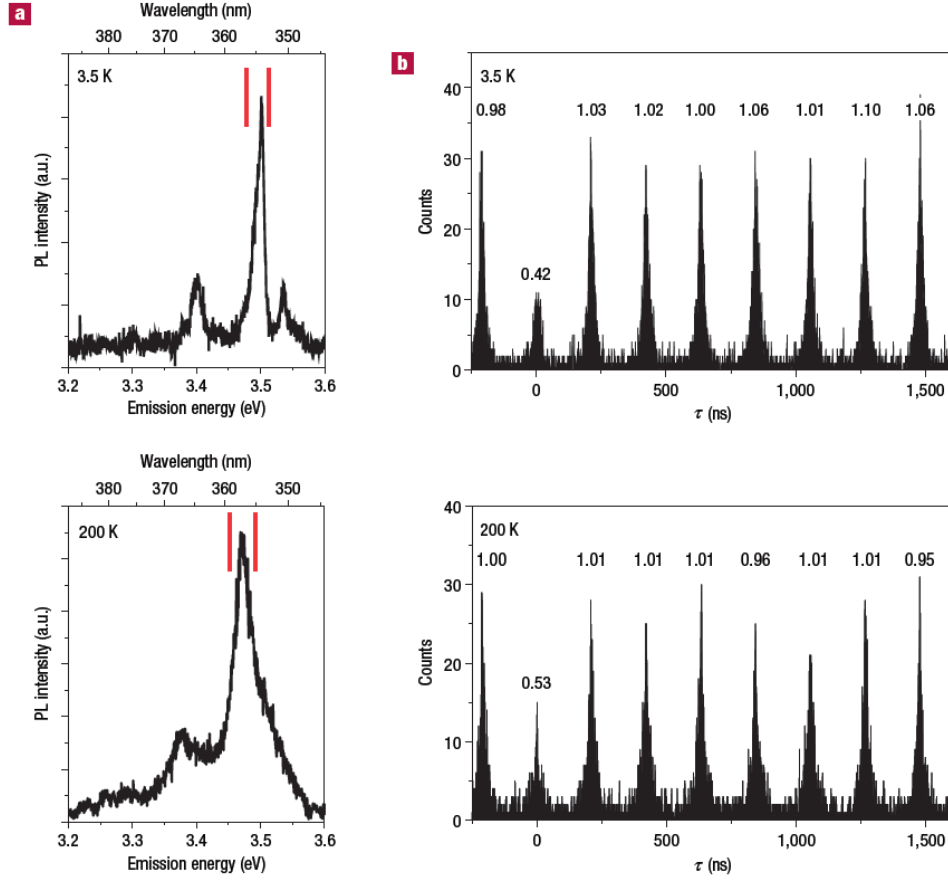 a
Wavelength (nm)
380 370 360 350
3.5 K
PL intensity (a.u.)
3.2 3.3 3.4 3.5 3.6
Emission energy (eV)
b
3.5 K
40
30
20
10
0
Counts
0.98 1.03 1.02 1.00 1.06 1.01 1.10 1.06
0.42
0 500 1,000 1,500
τ (ns)
Wavelength (nm)
380 370 360 350
200 K
PL intensity (a.u.)
3.2 3.3 3.4 3.5 3.6
Emission energy (eV)
200 K
40
30
20
10
0
Counts
1.00 1.01 1.01 1.01 0.96 1.01 1.01 0.95
0.53
0 500 1,000 1,500
τ (ns)